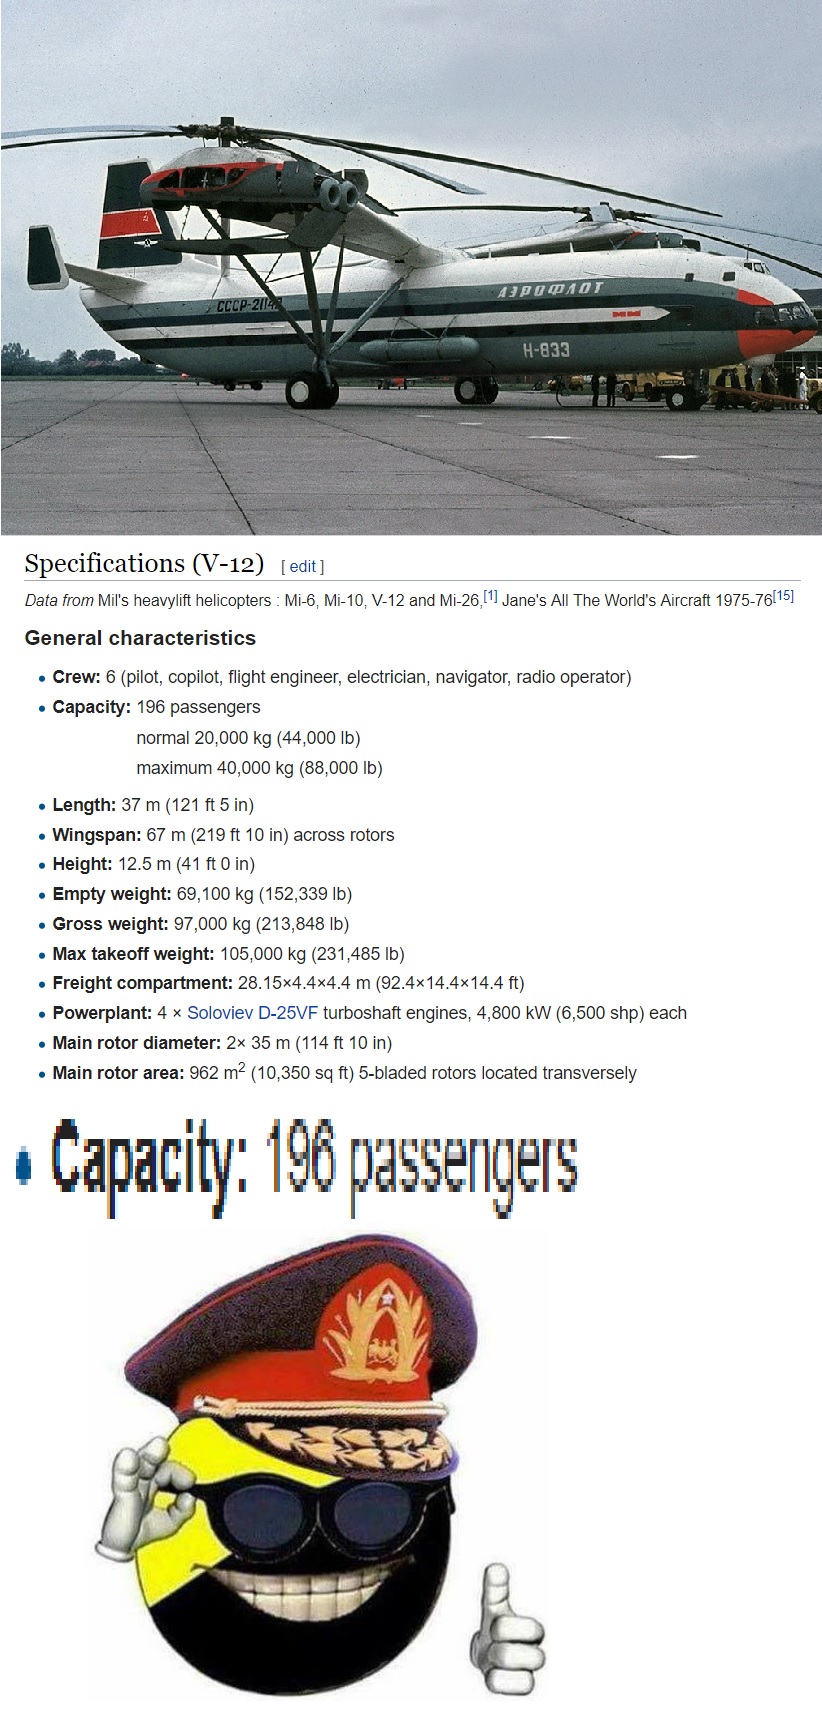 АЭРОФЛОТ
СССР-21142
Н-833
Specifications (V-12) [ edit ]
Data from Mil's heavylift helicopters : Mi-6, Mi-10, V-12 and Mi-26,[1] Jane's All The World's Aircraft 1975-76[15]
General characteristics
• Crew: 6 (pilot, copilot, flight engineer, electrician, navigator, radio operator)
• Capacity: 196 passengers
normal 20,000 kg (44,000 lb)
maximum 40,000 kg (88,000 lb)
• Length: 37 m (121 ft 5 in)
• Wingspan: 67 m (219 ft 10 in) across rotors
• Height: 12.5 m (41 ft 0 in)
• Empty weight: 69,100 kg (152,339 lb)
• Gross weight: 97,000 kg (213,848 lb)
• Max takeoff weight: 105,000 kg (231,485 lb)
• Freight compartment: 28.15×4.4×4.4 m (92.4×14.4×14.4 ft)
• Powerplant: 4 × Soloviev D-25VF turboshaft engines, 4,800 kW (6,500 shp) each
• Main rotor diameter: 2× 35 m (114 ft 10 in)
• Main rotor area: 962 m2 (10,350 sq ft) 5-bladed rotors located transversely
• Capacity: 196 passengers